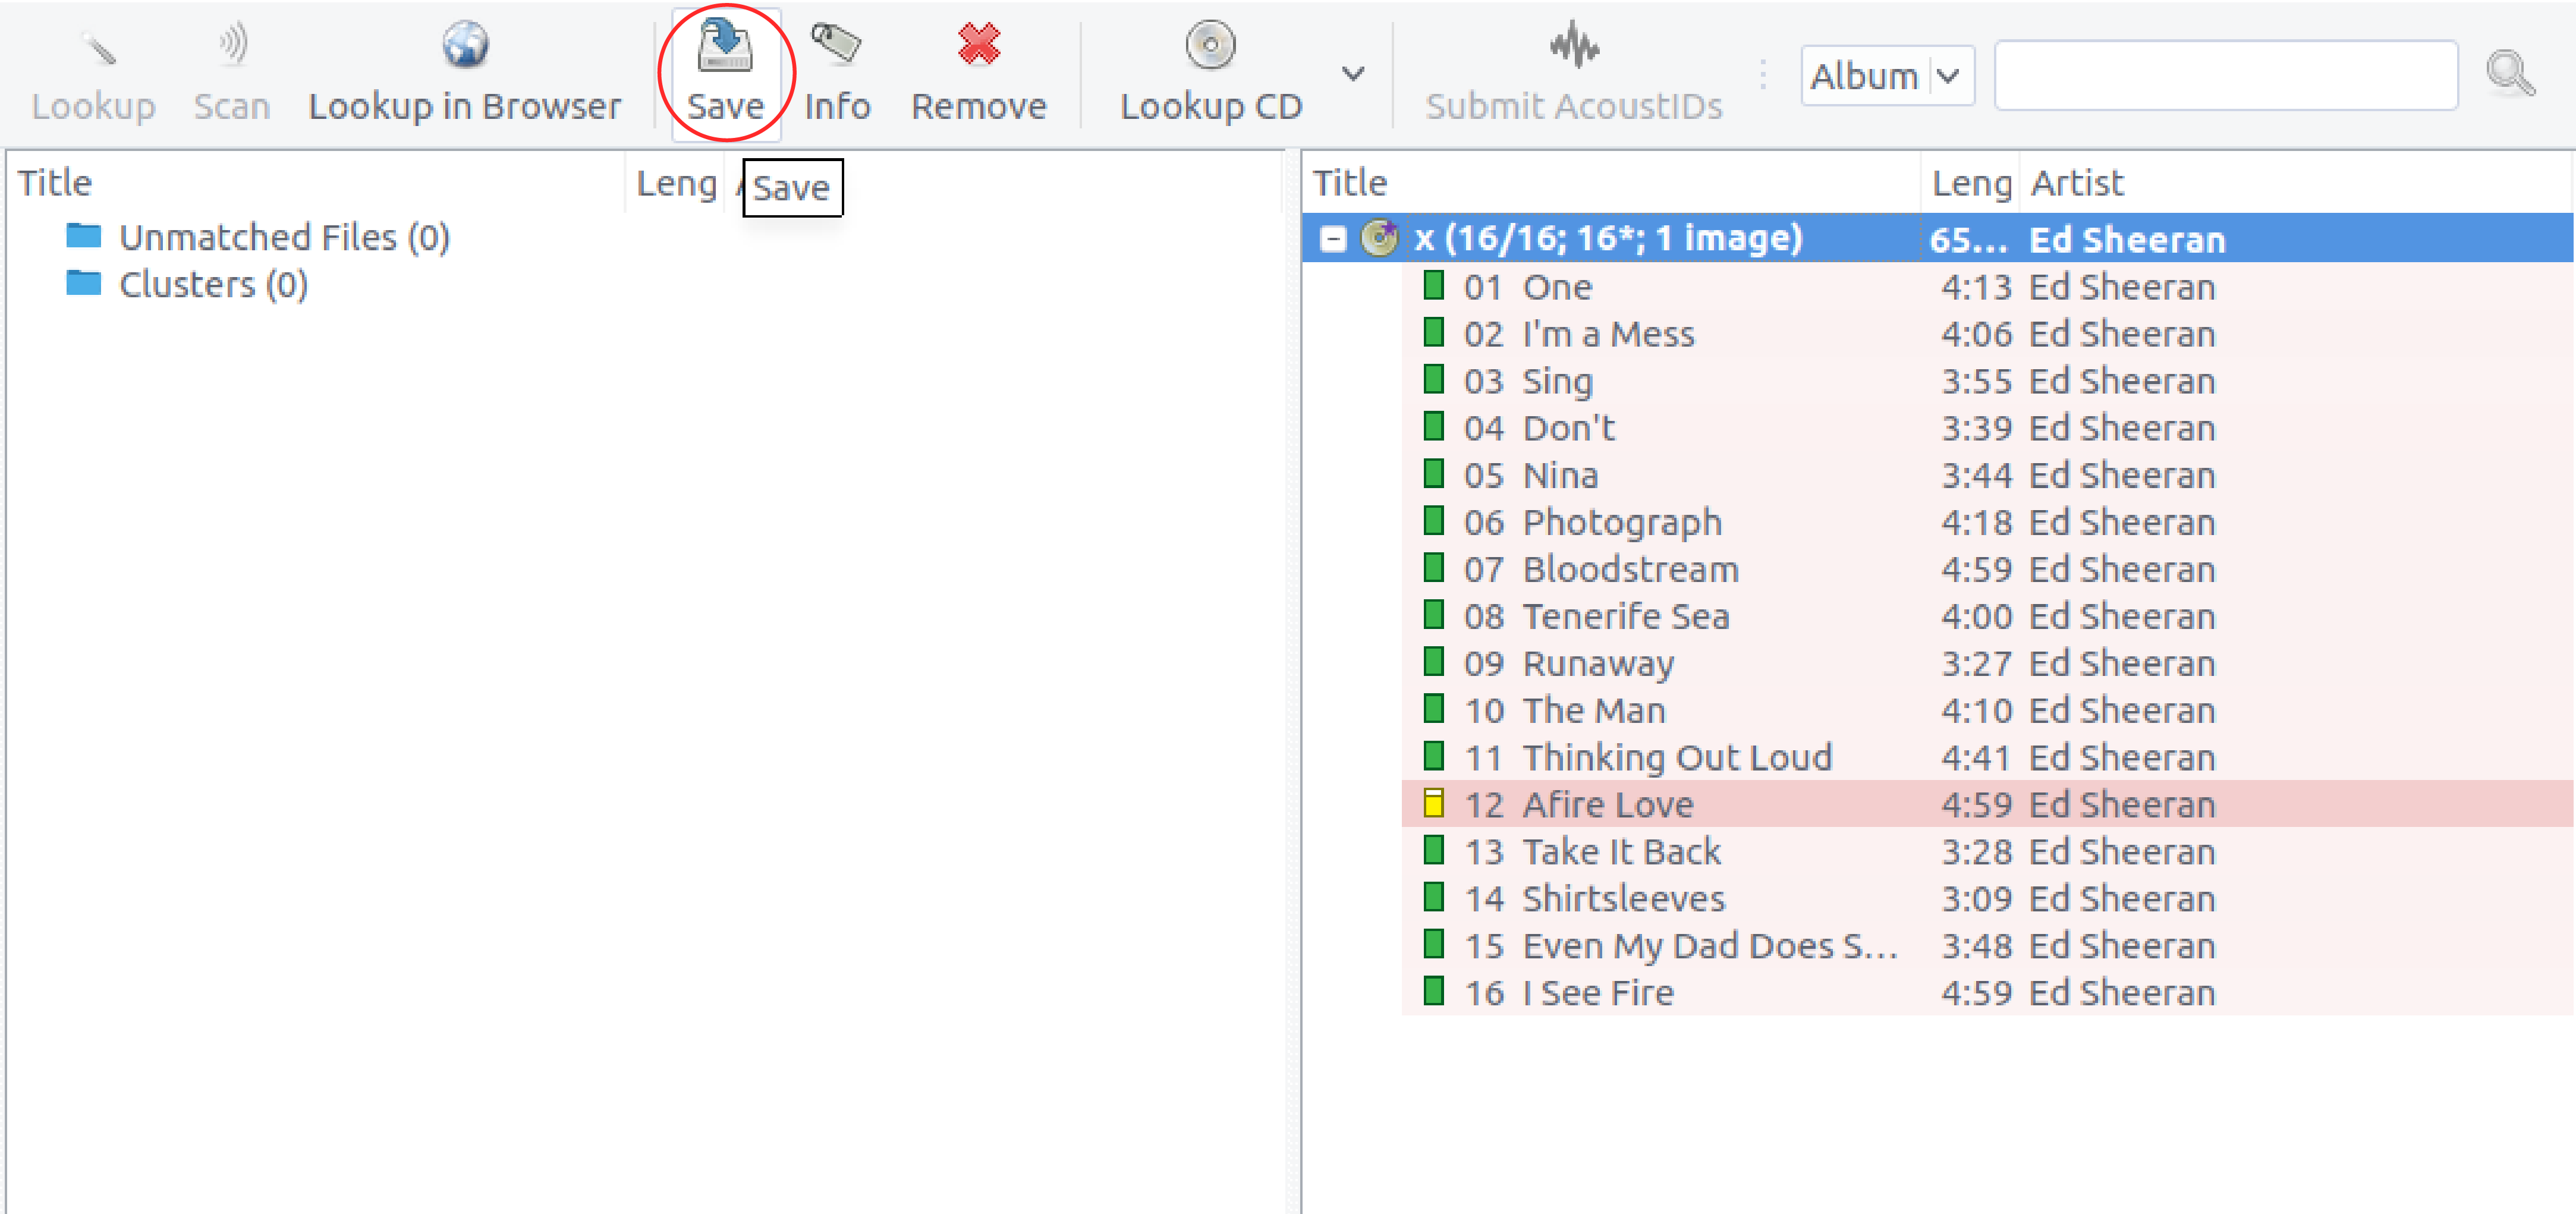 Lookup Scan Lookup in Browser Save Info Remove Lookup CD Submit AcoustIDs Album
Title Leng
Save
Unmatched Files (0)
Clusters (0)
Title Leng Artist
x (16/16; 16*; 1 image) 65... Ed Sheeran
01 One 4:13 Ed Sheeran
02 I'm a Mess 4:06 Ed Sheeran
03 Sing 3:55 Ed Sheeran
04 Don't 3:39 Ed Sheeran
05 Nina 3:44 Ed Sheeran
06 Photograph 4:18 Ed Sheeran
07 Bloodstream 4:59 Ed Sheeran
08 Tenerife Sea 4:00 Ed Sheeran
09 Runaway 3:27 Ed Sheeran
10 The Man 4:10 Ed Sheeran
11 Thinking Out Loud 4:41 Ed Sheeran
12 Afire Love 4:59 Ed Sheeran
13 Take It Back 3:28 Ed Sheeran
14 Shirtsleeves 3:09 Ed Sheeran
15 Even My Dad Does S... 3:48 Ed Sheeran
16 I See Fire 4:59 Ed Sheeran